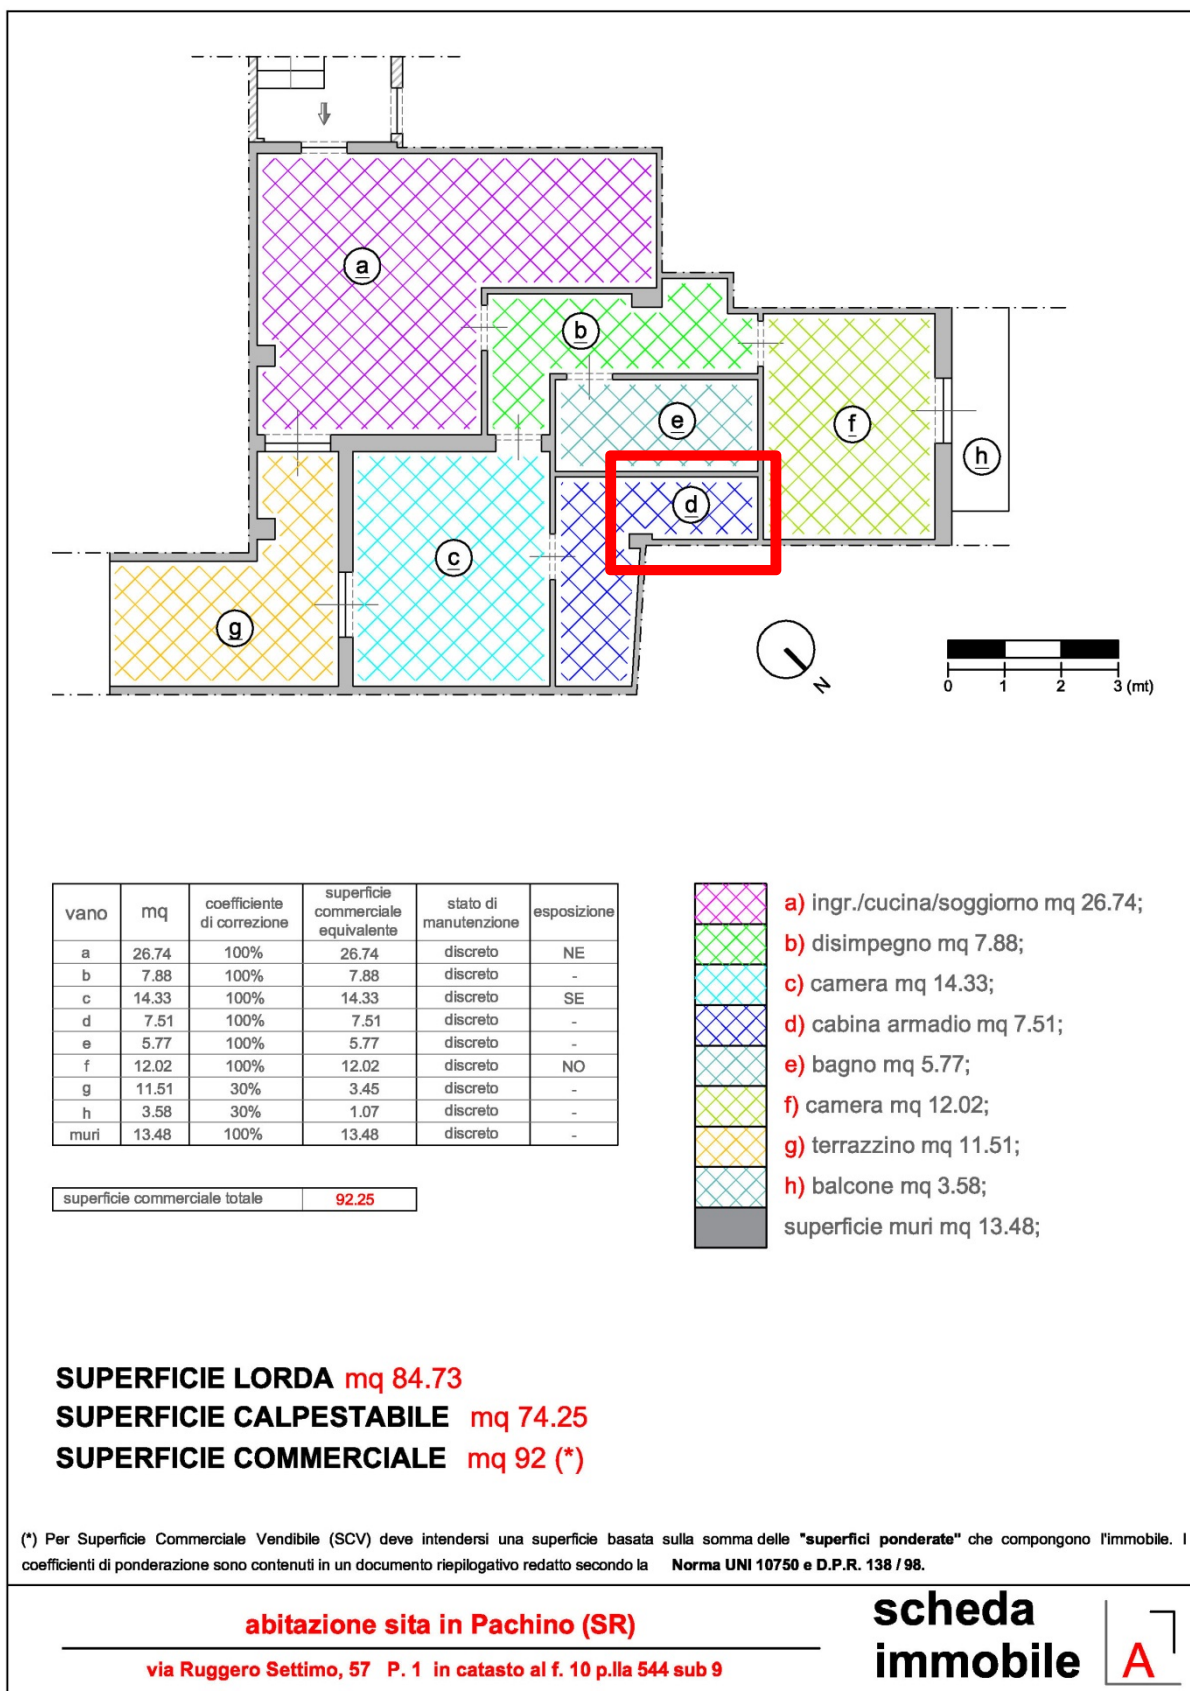 a
b
e
f
h
d
c
g
N
0 1 2 3 (mt)
vano mq coefficiente di correzione superficie commerciale equivalente stato di manutenzione esposizione
a 26.74 100% 26.74 discreto NE
b 7.88 100% 7.88 discreto -
c 14.33 100% 14.33 discreto SE
d 7.51 100% 7.51 discreto -
e 5.77 100% 5.77 discreto -
f 12.02 100% 12.02 discreto NO
g 11.51 30% 3.45 discreto -
h 3.58 30% 1.07 discreto -
muri 13.48 100% 13.48 discreto -
superficie commerciale totale 92.25
a) ingr./cucina/soggiorno mq 26.74;
b) disimpegno mq 7.88;
c) camera mq 14.33;
d) cabina armadio mq 7.51;
e) bagno mq 5.77;
f) camera mq 12.02;
g) terrazzino mq 11.51;
h) balcone mq 3.58;
superficie muri mq 13.48;
SUPERFICIE LORDA mq 84.73
SUPERFICIE CALPESTABILE mq 74.25
SUPERFICIE COMMERCIALE mq 92 (*)
(*) Per Superficie Commerciale Vendibile (SCV) deve intendersi una superficie basata sulla somma delle "superfici ponderate" che compongono l'immobile. I
coefficienti di ponderazione sono contenuti in un documento riepilogativo redatto secondo la Norma UNI 10750 e D.P.R. 138 / 98.
abitazione sita in Pachino (SR)
via Ruggero Settimo, 57 P. 1 in catasto al f. 10 p.lla 544 sub 9
scheda
immobile
A